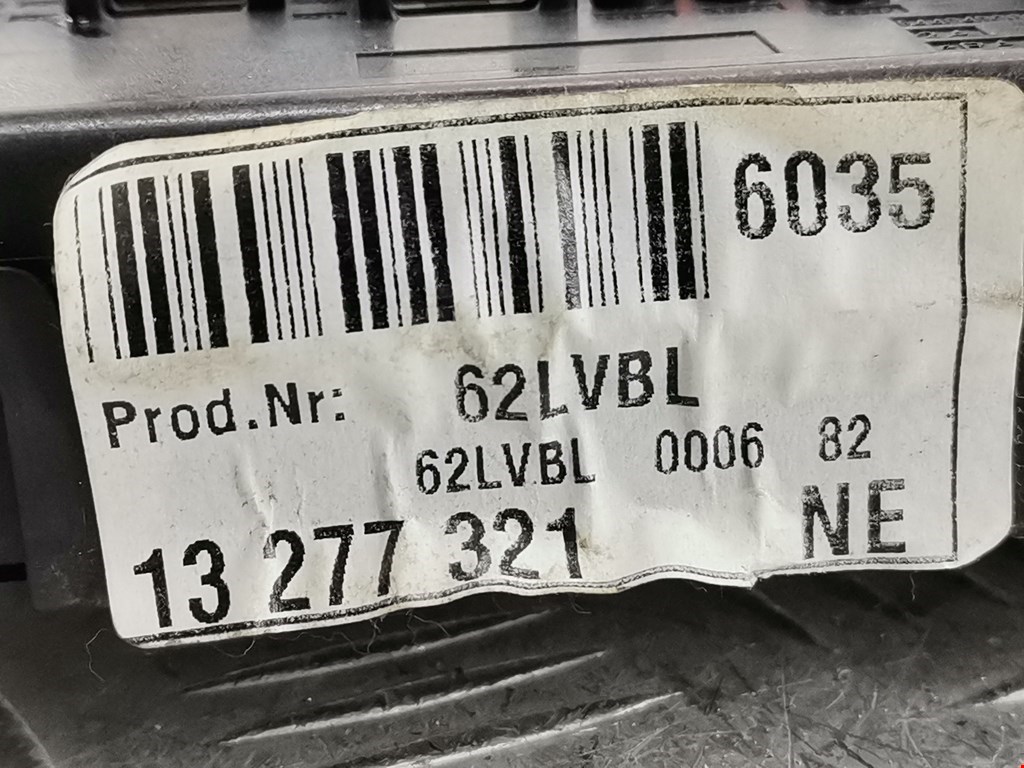 6035
Prod.Nr: 62LVBL
62LVBL 0006 82
13 277 321 NE